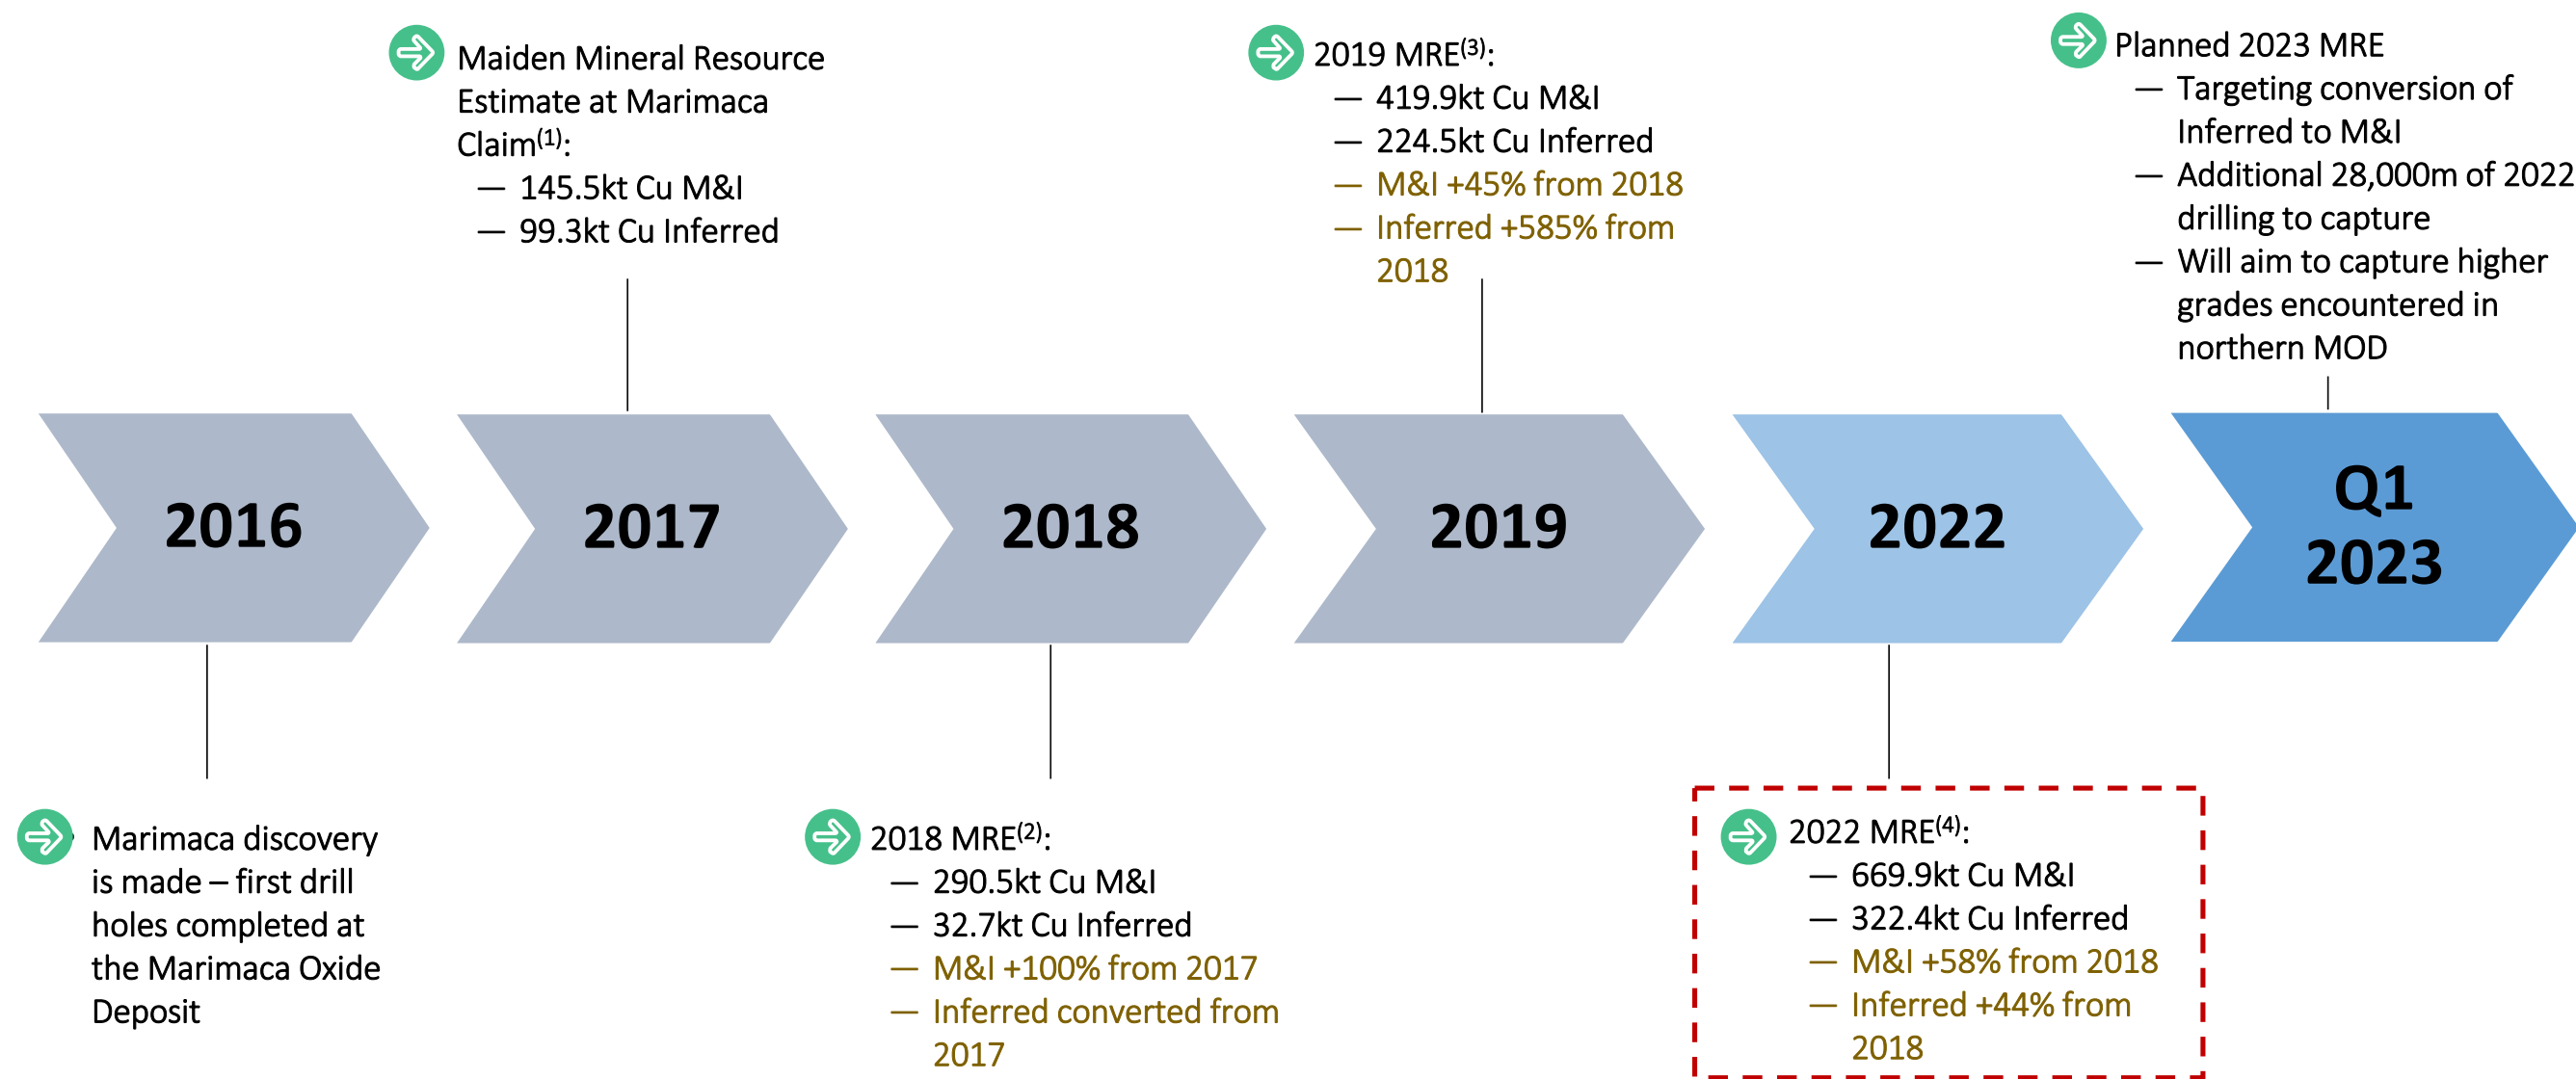 Maiden Mineral Resource
Estimate at Marimaca
Claim(1):
— 145.5kt Cu M&I
— 99.3kt Cu Inferred
2019 MRE(3):
— 419.9kt Cu M&I
— 224.5kt Cu Inferred
— M&I +45% from 2018
— Inferred +585% from
2018
Planned 2023 MRE
— Targeting conversion of
Inferred to M&I
— Additional 28,000m of 2022
drilling to capture
— Will aim to capture higher
grades encountered in
northern MOD
2016
2017
2018
2019
2022
Q1
2023
Marimaca discovery
is made – first drill
holes completed at
the Marimaca Oxide
Deposit
2018 MRE(2):
— 290.5kt Cu M&I
— 32.7kt Cu Inferred
— M&I +100% from 2017
— Inferred converted from
2017
2022 MRE(4):
— 669.9kt Cu M&I
— 322.4kt Cu Inferred
— M&I +58% from 2018
— Inferred +44% from
2018